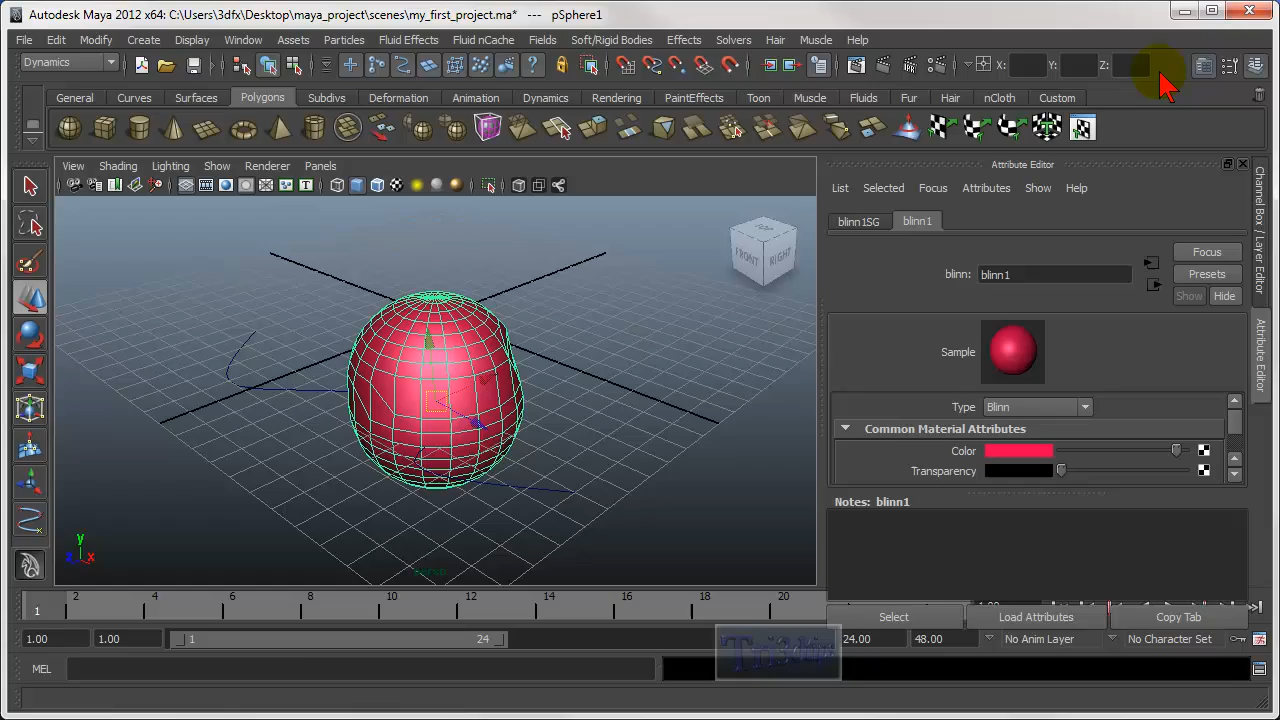 Autodesk Maya 2012 x64: C:\Users\3dfx\Desktop\maya_project\scenes\my_first_project.ma* --- pSphere1
File Edit Modify Create Display Window Assets Particles Fluid Effects Fluid nCache Fields Soft/Rigid Bodies Effects Solvers Hair Muscle Help
Dynamics X: Y: Z:
General Curves Surfaces Polygons Subdivs Deformation Animation Dynamics Rendering PaintEffects Toon Muscle Fluids Fur Hair nCloth Custom
View Shading Lighting Show Renderer Panels
Attribute Editor
List Selected Focus Attributes Show Help
blinn1SG blinn1
Focus
blinn: blinn1
Presets
Show Hide
TOP
FRONT RIGHT
Sample
Type Blinn
Common Material Attributes
Color
Transparency
Notes: blinn1
y
z x
persp
Select Load Attributes Copy Tab
1 2 4 6 8 10 12 14 16 18 20
1.00 1.00 1 24 24.00 48.00 No Anim Layer No Character Set
MEL
Channel Box / Layer Editor
Attribute Editor